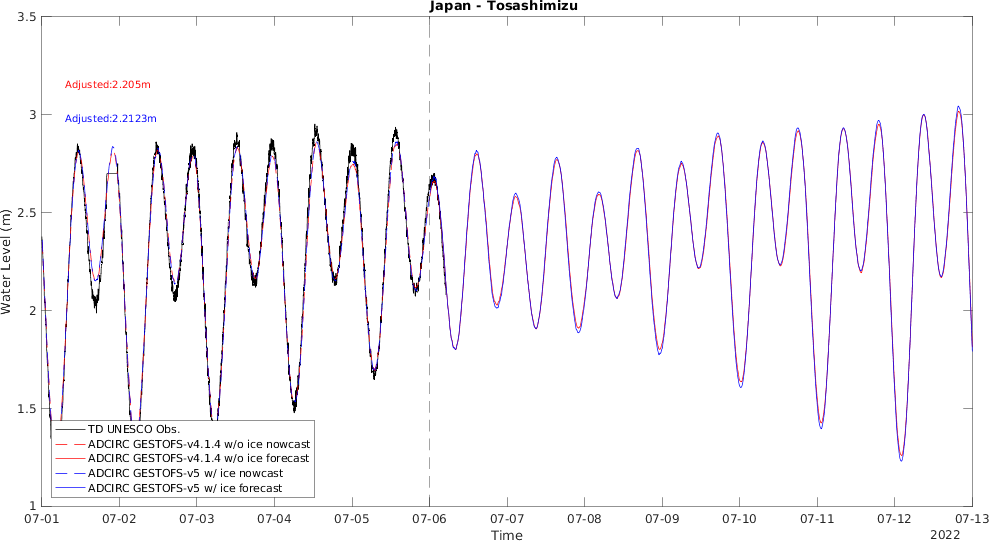 Japan - Tosashimizu
3.5
3
2.5
2
1.5
1
Water Level (m)
Adjusted:2.205m
Adjusted:2.2123m
TD UNESCO Obs.
ADCIRC GESTOFS-v4.1.4 w/o ice nowcast
ADCIRC GESTOFS-v4.1.4 w/o ice forecast
ADCIRC GESTOFS-v5 w/ ice nowcast
ADCIRC GESTOFS-v5 w/ ice forecast
07-01 07-02 07-03 07-04 07-05 07-06 07-07 07-08 07-09 07-10 07-11 07-12 07-13
Time
2022